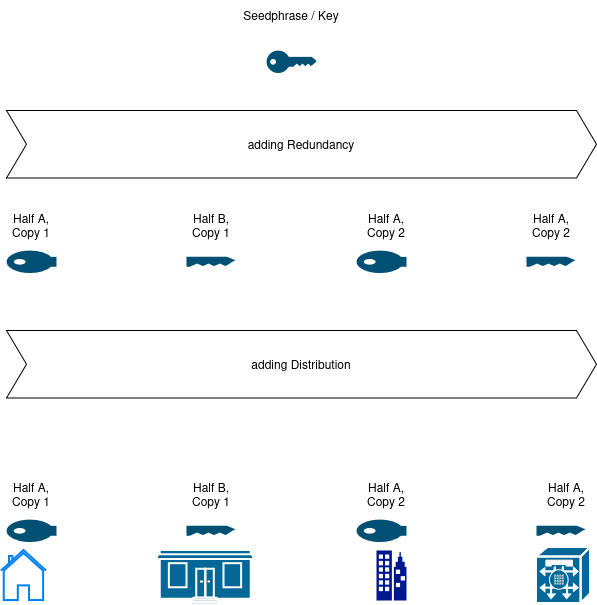 Seedphrase / Key
adding Redundancy
Half A,
Copy 1
Half B,
Copy 1
Half A,
Copy 2
Half A,
Copy 2
adding Distribution
Half A,
Copy 1
Half B,
Copy 1
Half A,
Copy 2
Half A,
Copy 2